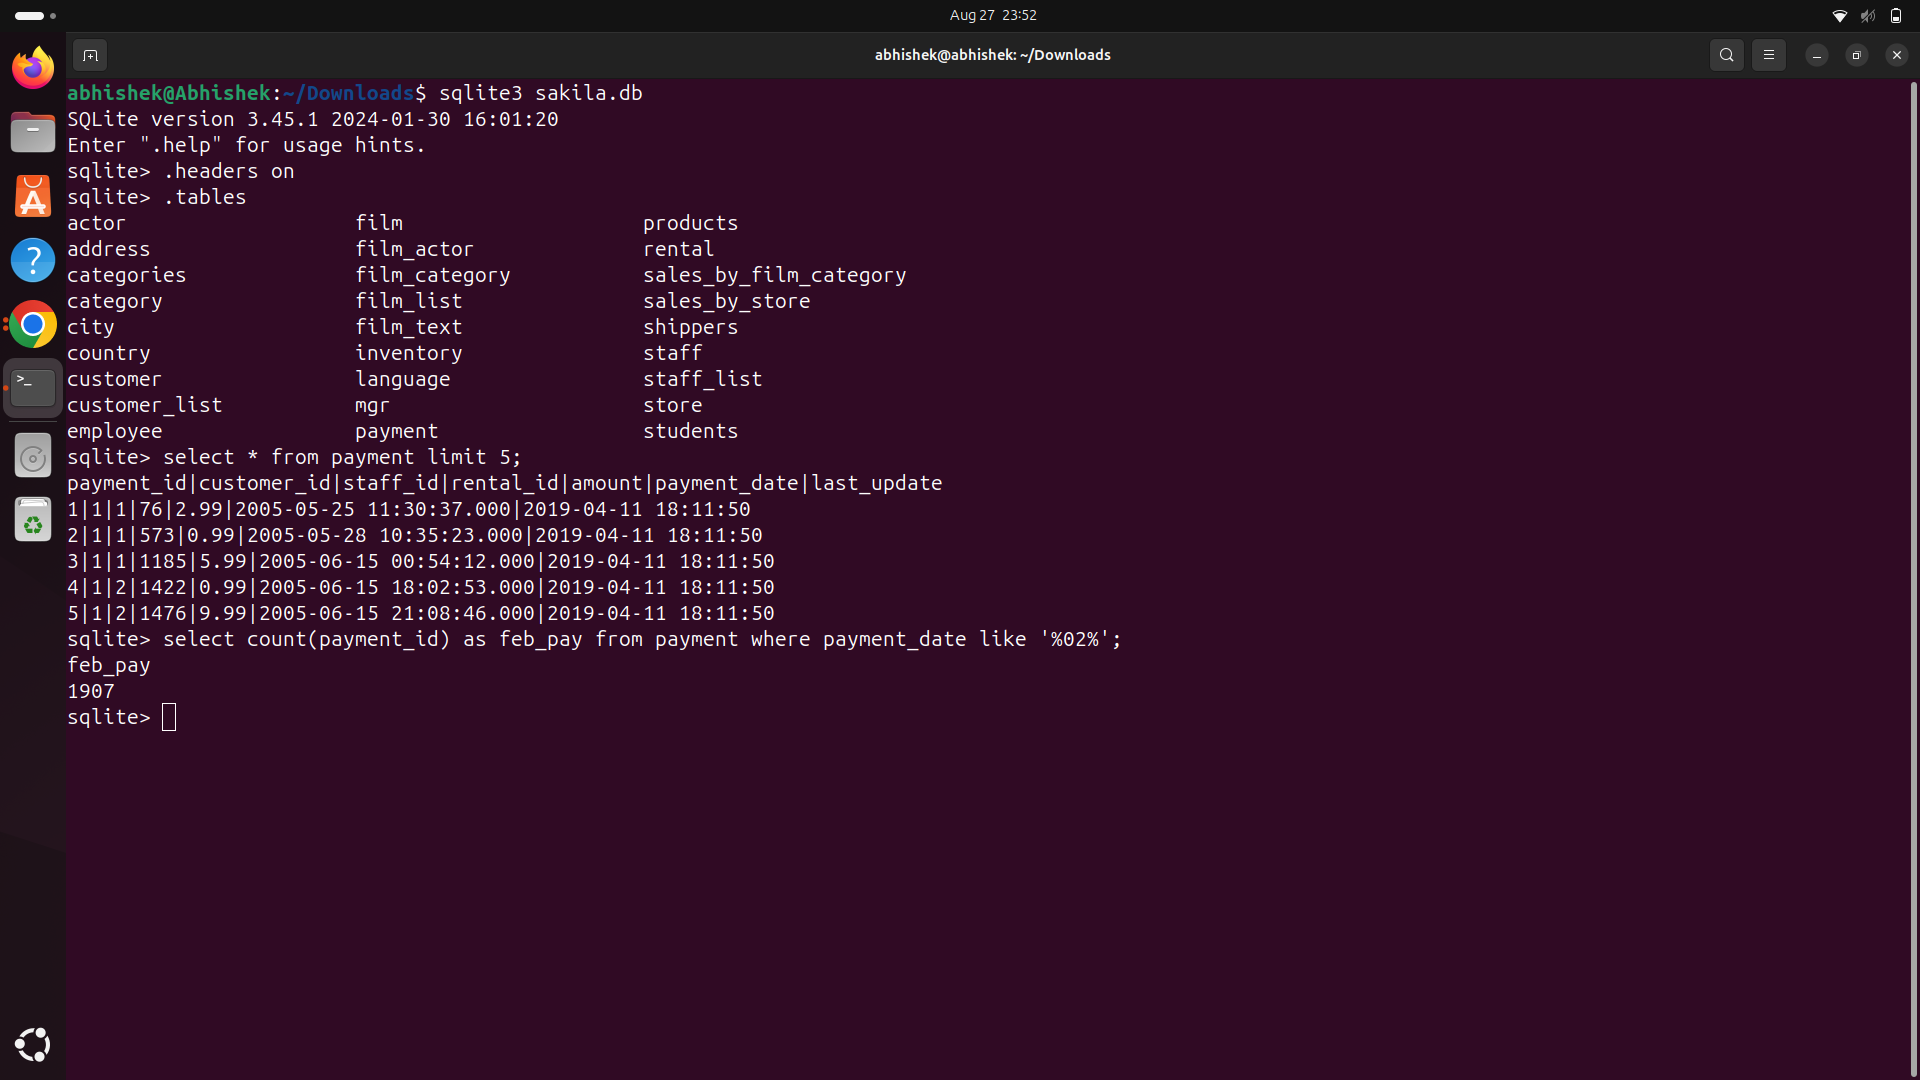 Aug 27 23:52
abhishek@abhishek: ~/Downloads
abhishek@Abhishek:~/Downloads$ sqlite3 sakila.db
SQLite version 3.45.1 2024-01-30 16:01:20
Enter ".help" for usage hints.
sqlite> .headers on
sqlite> .tables
actor film products
address film_actor rental
categories film_category sales_by_film_category
category film_list sales_by_store
city film_text shippers
country inventory staff
customer language staff_list
customer_list mgr store
employee payment students
sqlite> select * from payment limit 5;
payment_id|customer_id|staff_id|rental_id|amount|payment_date|last_update
1|1|1|76|2.99|2005-05-25 11:30:37.000|2019-04-11 18:11:50
2|1|1|573|0.99|2005-05-28 10:35:23.000|2019-04-11 18:11:50
3|1|1|1185|5.99|2005-06-15 00:54:12.000|2019-04-11 18:11:50
4|1|2|1422|0.99|2005-06-15 18:02:53.000|2019-04-11 18:11:50
5|1|2|1476|9.99|2005-06-15 21:08:46.000|2019-04-11 18:11:50
sqlite> select count(payment_id) as feb_pay from payment where payment_date like '%02%';
feb_pay
1907
sqlite>